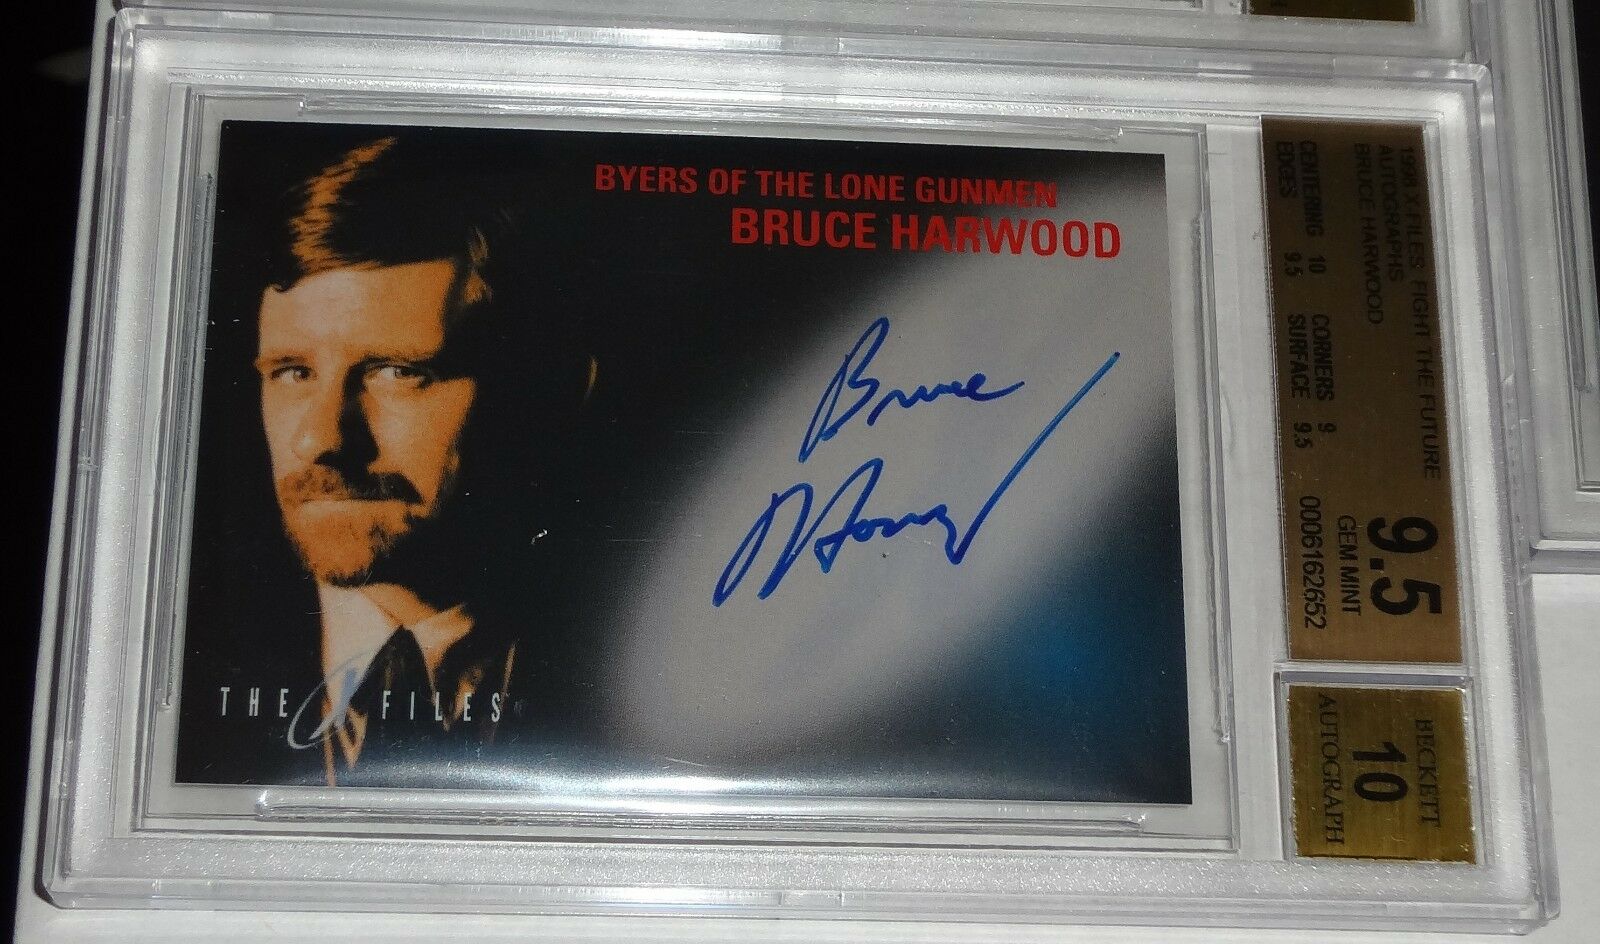 BYERS OF THE LONE GUNMEN
BRUCE HARWOOD
Bruce
THE X FILES
1998 X-FILES FIGHT THE FUTURE
AUTOGRAPHS
BRUCE HARWOOD
CENTERING 10 CORNERS 9
EDGES 9.5 SURFACE 9.5
9.5
GEM MINT
0006162652
BECKETT
10
AUTOGRAPH